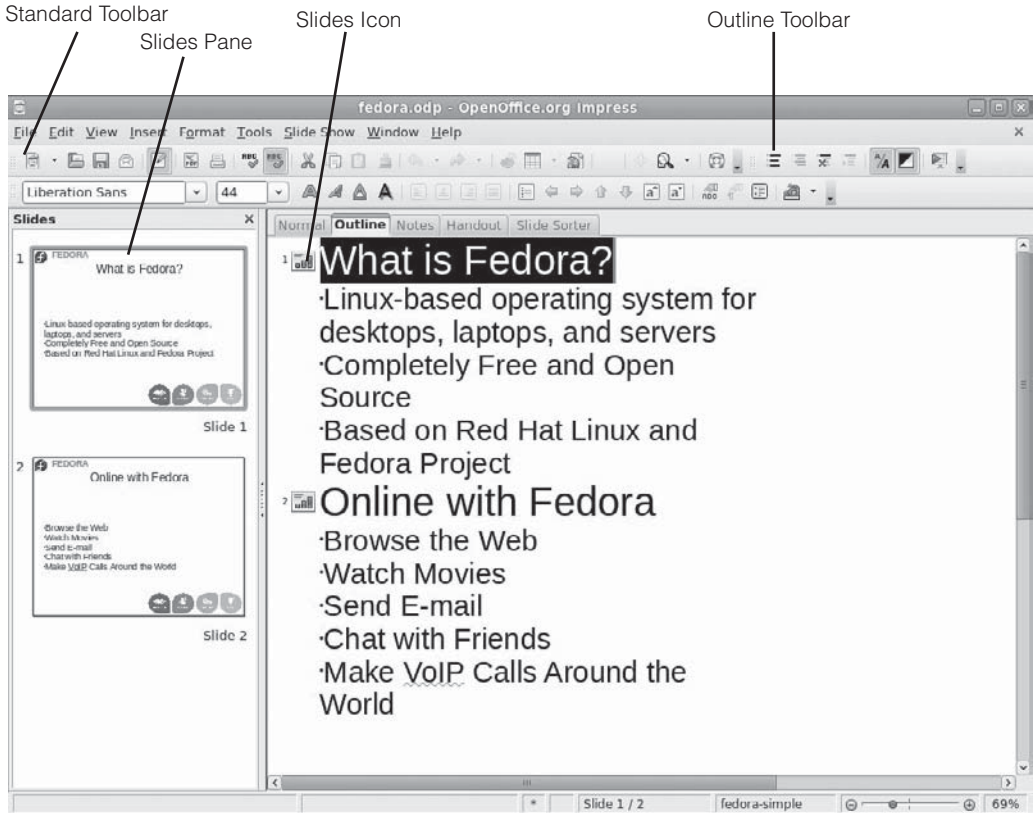 Standard Toolbar
Slides Pane
Slides Icon
Outline Toolbar
fedora.odp - OpenOffice.org Impress
File Edit View Insert Format Tools Slide Show Window Help
Liberation Sans 44
Slides
Normal Outline Notes Handout Slide Sorter
1
FEDORA
What is Fedora?
·Linux based operating system for desktops,
laptops, and servers
·Completely Free and Open Source
·Based on Red Hat Linux and Fedora Project
Slide 1
2
FEDORA
Online with Fedora
·Browse the Web
·Watch Movies
·Send E-mail
·Chat with Friends
·Make VoIP Calls Around the World
Slide 2
1 What is Fedora?
·Linux-based operating system for
desktops, laptops, and servers
·Completely Free and Open
Source
·Based on Red Hat Linux and
Fedora Project
2 Online with Fedora
·Browse the Web
·Watch Movies
·Send E-mail
·Chat with Friends
·Make VoIP Calls Around the
World
* Slide 1 / 2 fedora-simple 69%